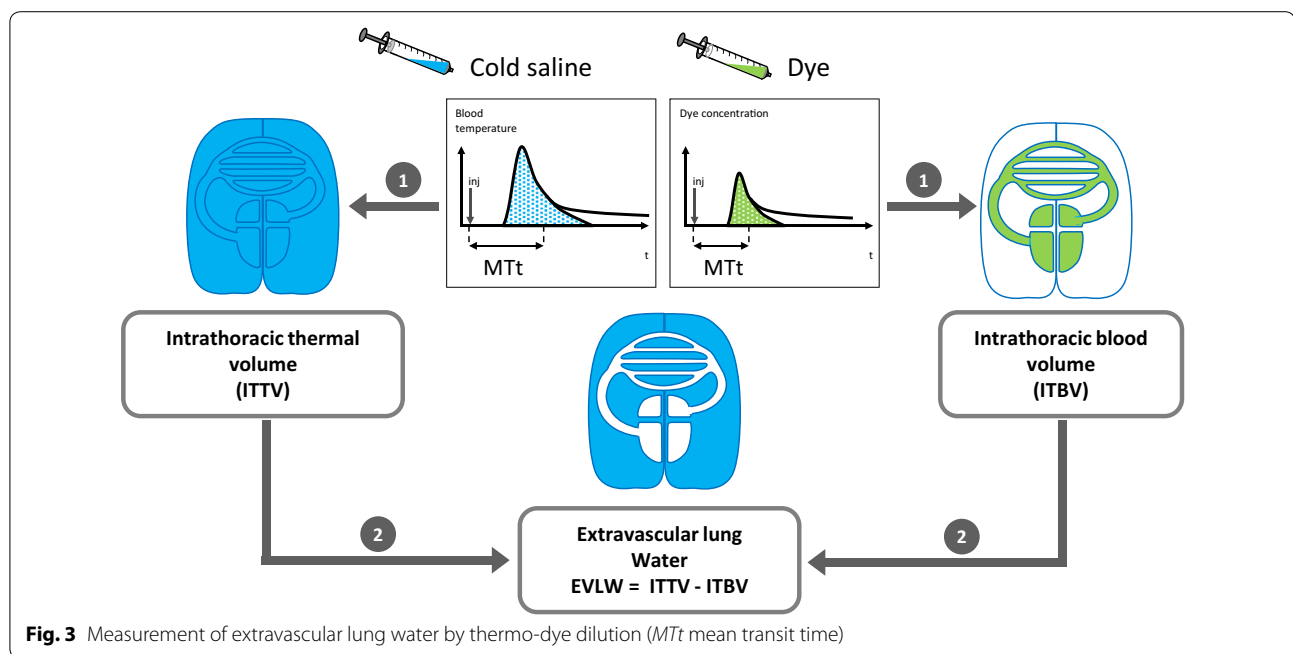 Cold saline
Dye
Blood
temperature
inj
MTt
t
Dye concentration
inj
MTt
t
1
1
Intrathoracic thermal
volume
(ITTV)
Intrathoracic blood
volume
(ITBV)
2
2
Extravascular lung
Water
EVLW = ITTV - ITBV
Fig. 3 Measurement of extravascular lung water by thermo-dye dilution (MTt mean transit time)